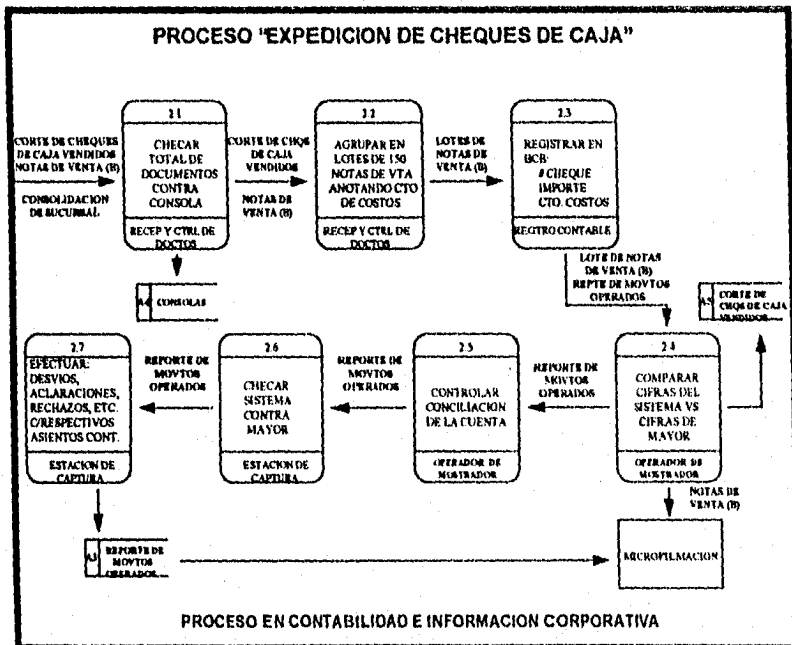 PROCESO "EXPEDICION DE CHEQUES DE CAJA"
CORTE DE CHEQUES
DE CAJA VENDIDOS
NOTAS DE VENTA (B)
CONSOLIDACION
DE SUCURSAL
2.1
CHECAR
TOTAL DE
DOCUMENTOS
CONTRA
CONSOLA
RECEP Y CTRL DE
DOCTOS
CORTE DE CHQS
DE CAJA
VENDIDOS
NOTAS DE
VENTA (B)
2.2
AGRUPAR EN
LOTES DE 150
NOTAS DE VTA
ANOTANDO CTO
DE COSTOS
RECEP Y CTRL DE
DOCTOS
LOTES DE
NOTAS DE
VENTA (B)
2.3
REGISTRAR EN
HCB:
# CHEQUE
IMPORTE
CTO. COSTOS
REGTRO CONTABLE
A4 CONSOLAS
LOTE DE NOTAS
DE VENTA (B)
REPTE DE MOVTOS
OPERADOS
A5 CORTE DE
CHQS DE CAJA
VENDIDOS
2.7
EFECTUAR:
DESVIOS,
ACLARACIONES,
RECHAZOS, ETC.
C/RESPECTIVOS
ASIENTOS CONT.
ESTACION DE
CAPTURA
REPORTE DE
MOVTOS
OPERADOS
2.6
CHECAR
SISTEMA
CONTRA
MAYOR
ESTACION DE
CAPTURA
REPORTE DE
MOVTOS
OPERADOS
2.5
CONTROLAR
CONCILIACION
DE LA CUENTA
OPERADOR DE
MOSTRADOR
REPORTE DE
MOVTOS
OPERADOS
2.4
COMPARAR
CIFRAS DEL
SISTEMA VS
CIFRAS DE
MAYOR
OPERADOR DE
MOSTRADOR
NOTAS DE
VENTA (B)
A3 REPORTE DE
MOVTOS
OPERADOS
MICROFILMACION
PROCESO EN CONTABILIDAD E INFORMACION CORPORATIVA